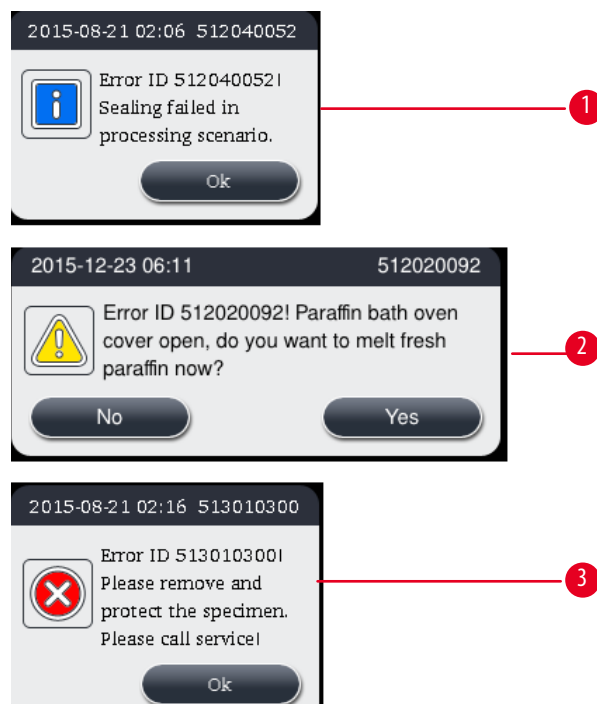 2015-08-21 02:06 512040052
Error ID 512040052!
Sealing failed in
processing scenario.
Ok
1
2015-12-23 06:11 512020092
Error ID 512020092! Paraffin bath oven
cover open, do you want to melt fresh
paraffin now?
No Yes
2
2015-08-21 02:16 513010300
Error ID 513010300!
Please remove and
protect the specimen.
Please call service!
Ok
3